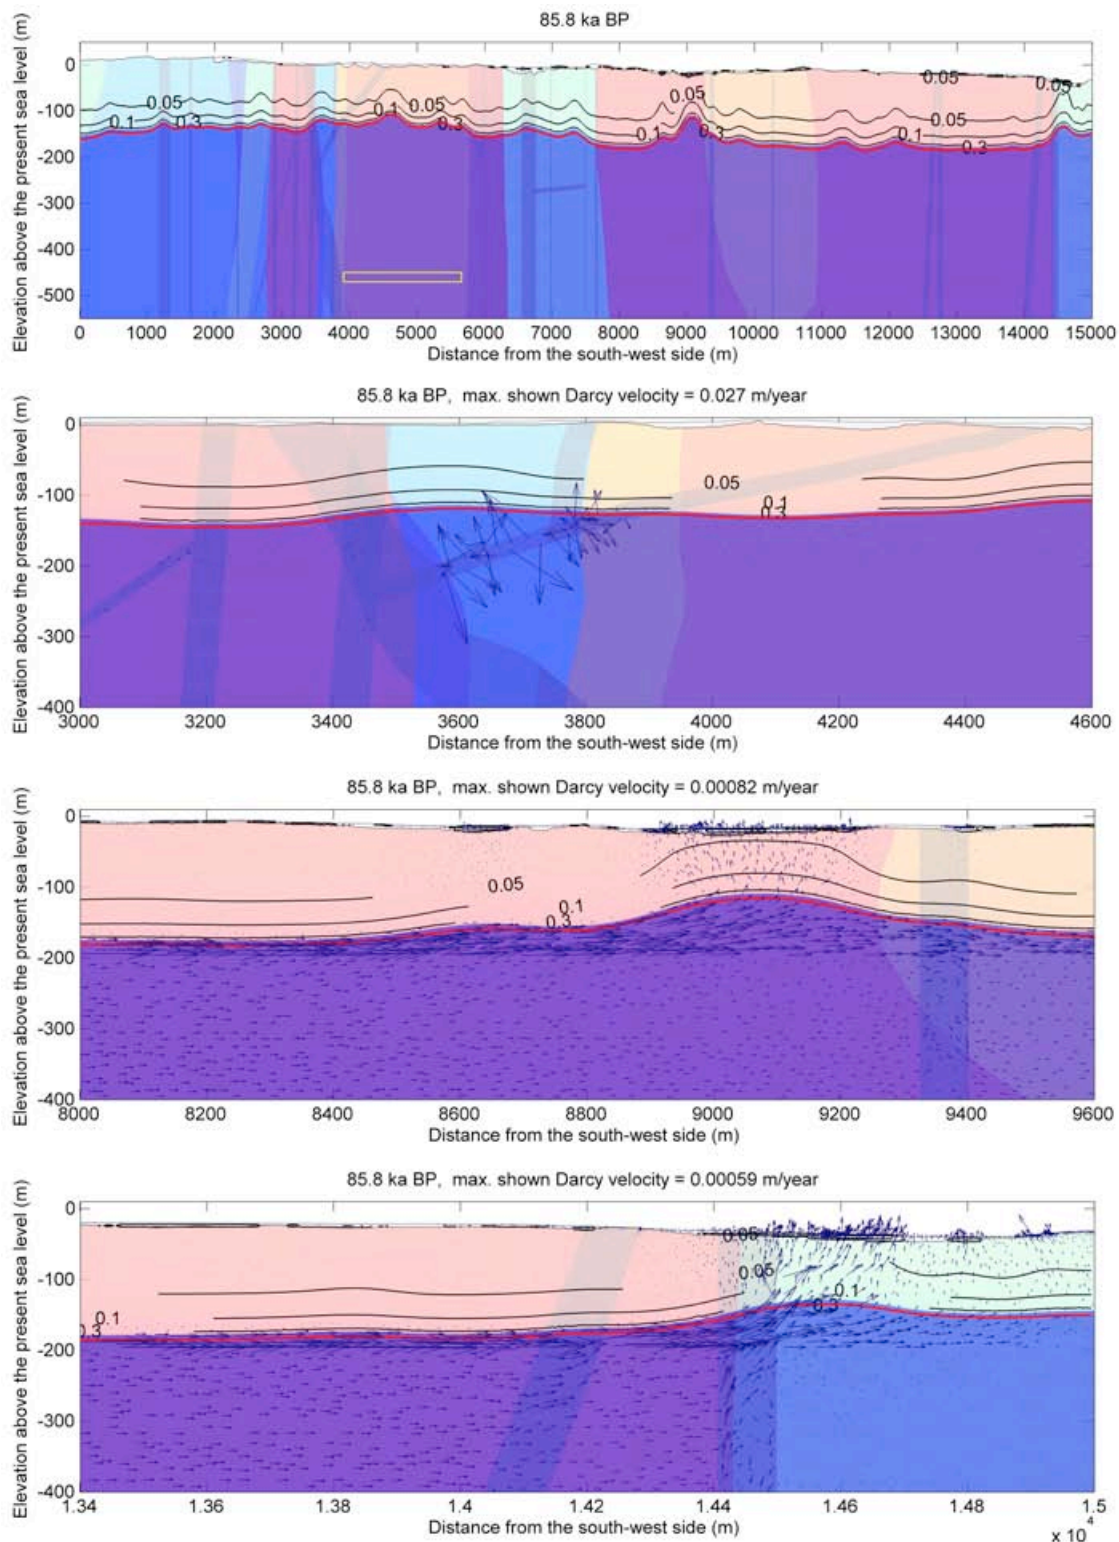 85.8 ka BP
Elevation above the present sea level (m)
0
-100
-200
-300
-400
-500
0.05
0.1
0.3
0.05
0.1
0.3
0.05
0.1
0.3
0.05
0.05
0.1
0.3
0.05
0 1000 2000 3000 4000 5000 6000 7000 8000 9000 10000 11000 12000 13000 14000 15000
Distance from the south-west side (m)
85.8 ka BP, max. shown Darcy velocity = 0.027 m/year
Elevation above the present sea level (m)
0
-100
-200
-300
-400
0.05
0.1
0.3
3000 3200 3400 3600 3800 4000 4200 4400 4600
Distance from the south-west side (m)
85.8 ka BP, max. shown Darcy velocity = 0.00082 m/year
Elevation above the present sea level (m)
0
-100
-200
-300
-400
0.05
0.1
0.3
8000 8200 8400 8600 8800 9000 9200 9400 9600
Distance from the south-west side (m)
85.8 ka BP, max. shown Darcy velocity = 0.00059 m/year
Elevation above the present sea level (m)
0
-100
-200
-300
-400
0.05
0.05
0.1
0.3
0.1
0.3
1.34 1.36 1.38 1.4 1.42 1.44 1.46 1.48 1.5
Distance from the south-west side (m)
x 10⁴